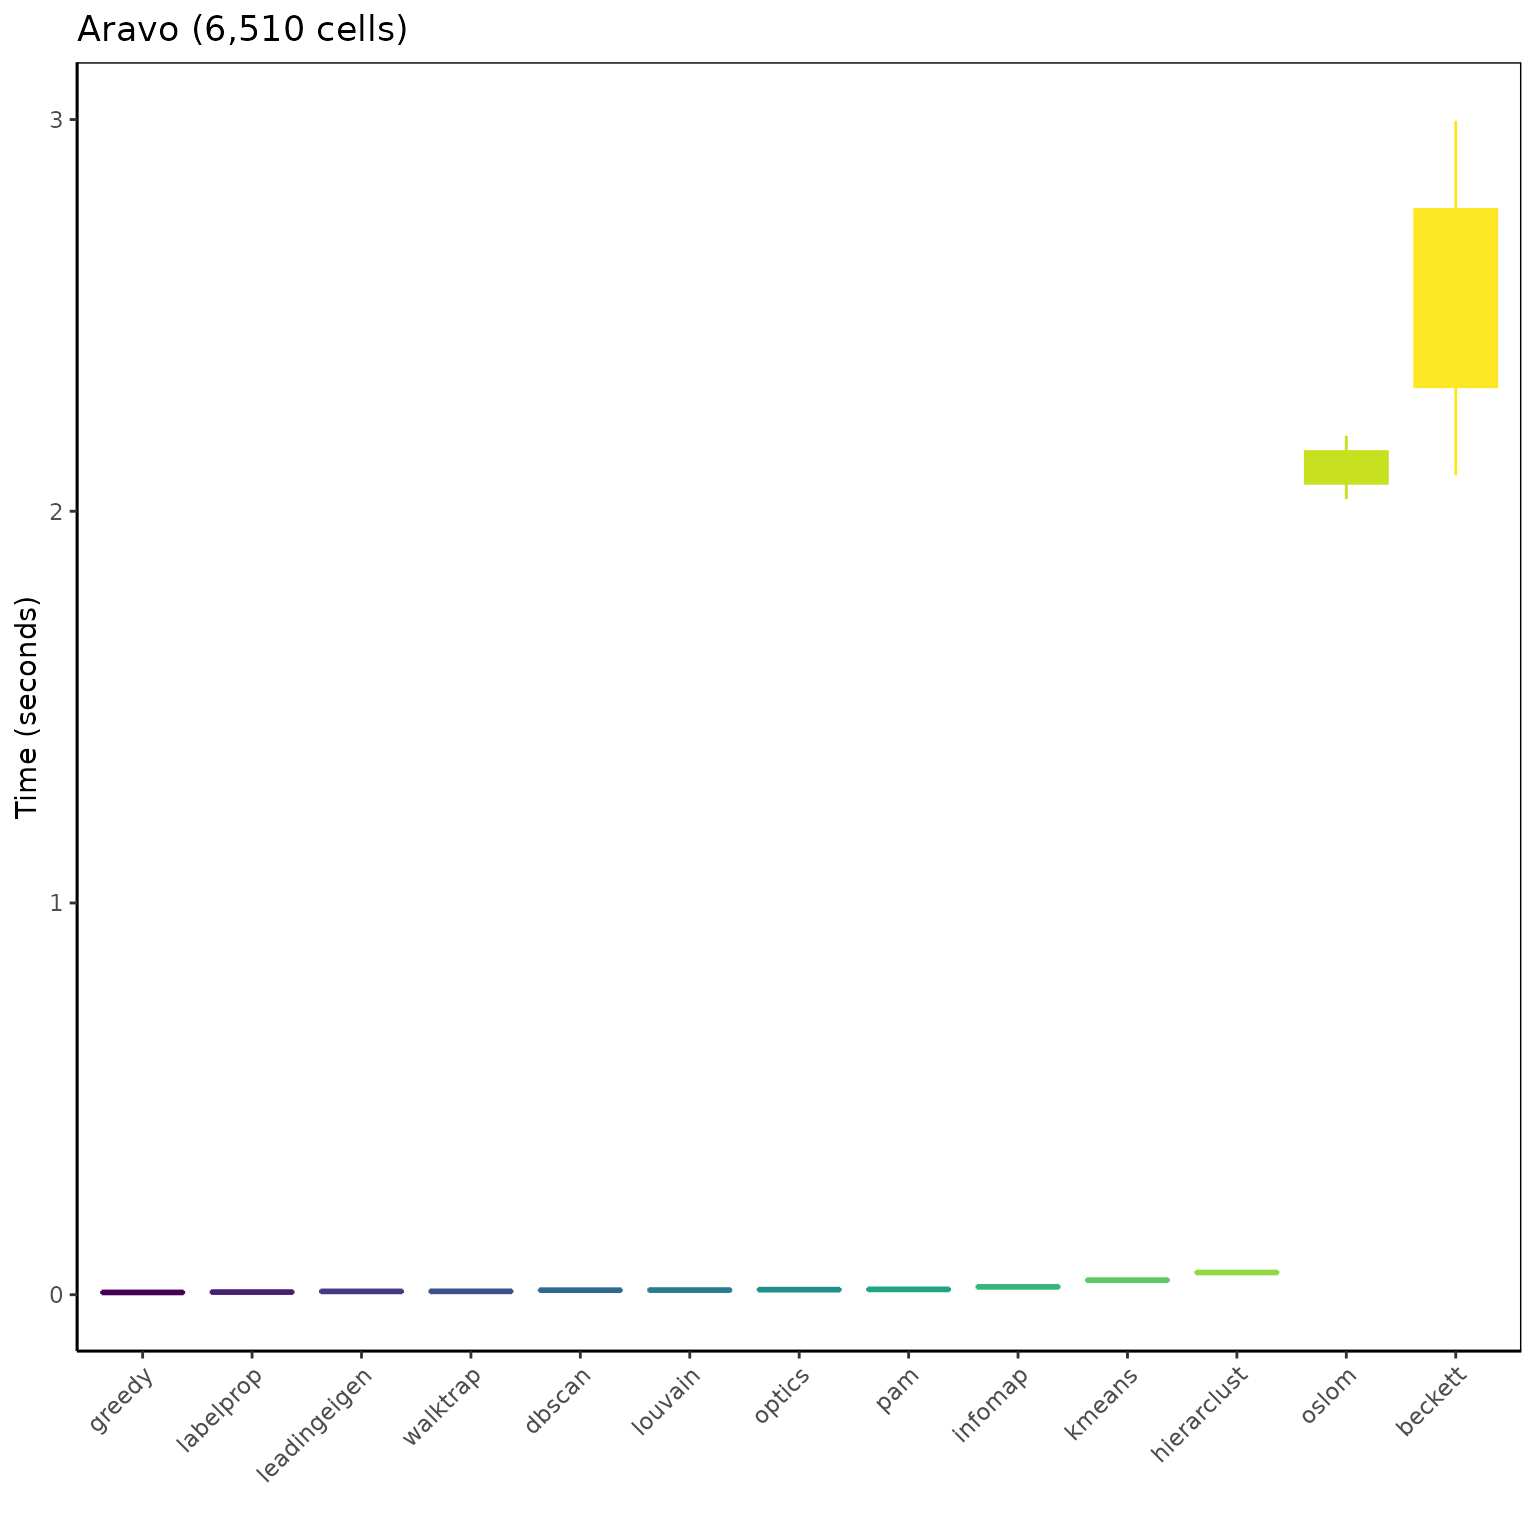 Aravo (6,510 cells)
Time (seconds)
3
2
1
0
greedy
labelprop
leadingeigen
walktrap
dbscan
louvain
optics
pam
infomap
kmeans
hierarclust
oslom
beckett